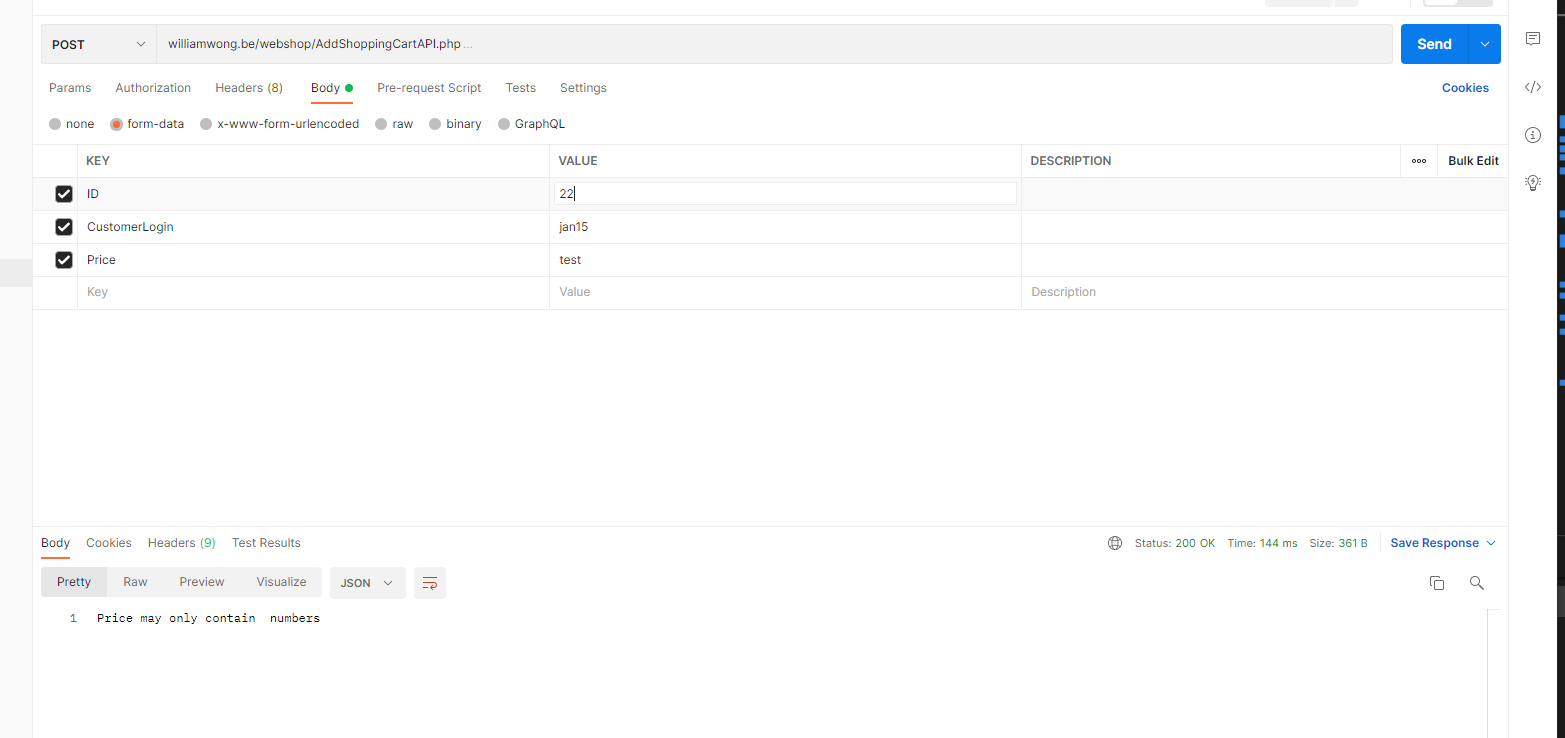 POST williamwong.be/webshop/AddShoppingCartAPI.php ... Send
Params Authorization Headers (8) Body Pre-request Script Tests Settings Cookies
none form-data x-www-form-urlencoded raw binary GraphQL
KEY VALUE DESCRIPTION Bulk Edit
ID 22
CustomerLogin jan15
Price test
Key Value Description
Body Cookies Headers (9) Test Results Status: 200 OK Time: 144 ms Size: 361 B Save Response
Pretty Raw Preview Visualize JSON
1 Price may only contain  numbers